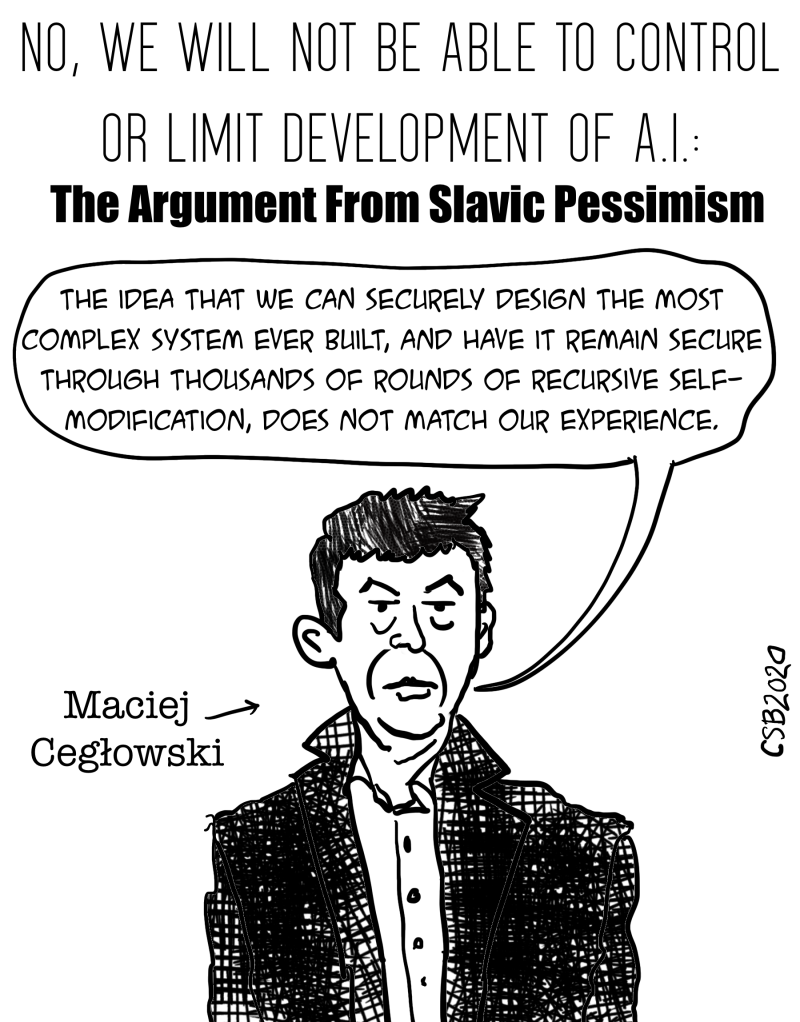 NO, WE WILL NOT BE ABLE TO CONTROL
OR LIMIT DEVELOPMENT OF A.I.:
The Argument From Slavic Pessimism
THE IDEA THAT WE CAN SECURELY DESIGN THE MOST
COMPLEX SYSTEM EVER BUILT, AND HAVE IT REMAIN SECURE
THROUGH THOUSANDS OF ROUNDS OF RECURSIVE SELF-
MODIFICATION, DOES NOT MATCH OUR EXPERIENCE.
Maciej
Cegłowski
CSB2020